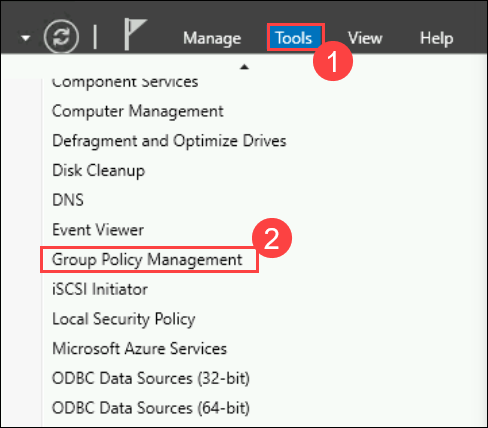 Manage Tools View Help
1
Component Services
Computer Management
Defragment and Optimize Drives
Disk Cleanup
DNS
Event Viewer
2
Group Policy Management
iSCSI Initiator
Local Security Policy
Microsoft Azure Services
ODBC Data Sources (32-bit)
ODBC Data Sources (64-bit)